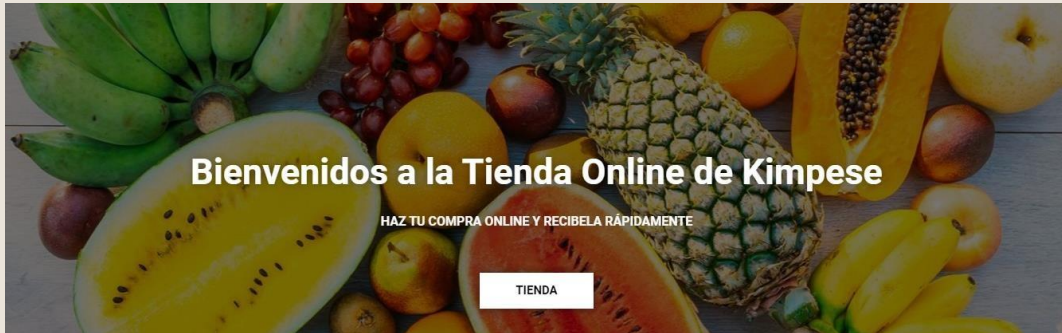 Bienvenidos a la Tienda Online de Kimpese
HAZ TU COMPRA ONLINE Y RECIBELA RÁPIDAMENTE
TIENDA